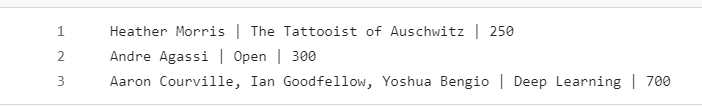 1 Heather Morris | The Tattooist of Auschwitz | 250
2 Andre Agassi | Open | 300
3 Aaron Courville, Ian Goodfellow, Yoshua Bengio | Deep Learning | 700